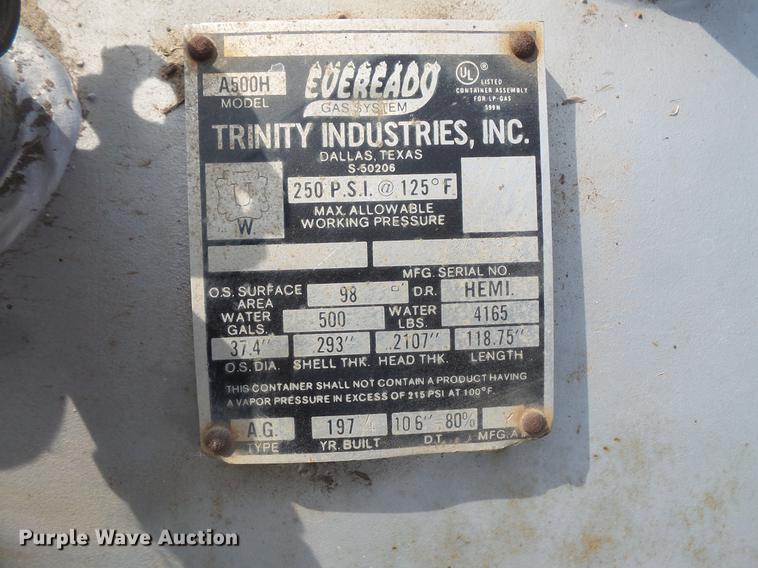 A500H
MODEL
EVEREADY
GAS SYSTEM
UL ®
LISTED
CONTAINER ASSEMBLY
FOR LP-GAS
599N
TRINITY INDUSTRIES, INC.
DALLAS, TEXAS
S-50206
W.
250 P.S.I. @ 125° F.
MAX. ALLOWABLE
WORKING PRESSURE
MFG. SERIAL NO.
O.S. SURFACE AREA 98 D.R. HEMI.
WATER GALS. 500 WATER LBS. 4165
37.4" .293" .2107" 118.75"
O.S. DIA. SHELL THK. HEAD THK. LENGTH
THIS CONTAINER SHALL NOT CONTAIN A PRODUCT HAVING
A VAPOR PRESSURE IN EXCESS OF 215 PSI AT 100°F.
A.G. 197 10 6"-80%
TYPE YR. BUILT D.T. MFG. A
Purple Wave Auction